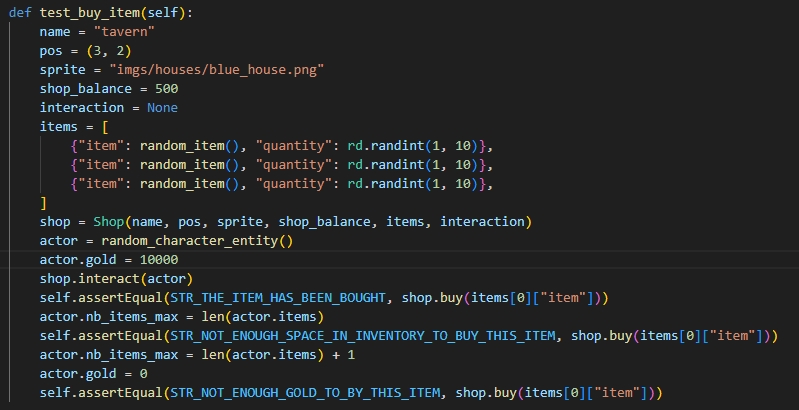 def test_buy_item(self):
    name = "tavern"
    pos = (3, 2)
    sprite = "imgs/houses/blue_house.png"
    shop_balance = 500
    interaction = None
    items = [
        {"item": random_item(), "quantity": rd.randint(1, 10)},
        {"item": random_item(), "quantity": rd.randint(1, 10)},
        {"item": random_item(), "quantity": rd.randint(1, 10)},
    ]
    shop = Shop(name, pos, sprite, shop_balance, items, interaction)
    actor = random_character_entity()
    actor.gold = 10000
    shop.interact(actor)
    self.assertEqual(STR_THE_ITEM_HAS_BEEN_BOUGHT, shop.buy(items[0]["item"]))
    actor.nb_items_max = len(actor.items)
    self.assertEqual(STR_NOT_ENOUGH_SPACE_IN_INVENTORY_TO_BUY_THIS_ITEM, shop.buy(items[0]["item"]))
    actor.nb_items_max = len(actor.items) + 1
    actor.gold = 0
    self.assertEqual(STR_NOT_ENOUGH_GOLD_TO_BY_THIS_ITEM, shop.buy(items[0]["item"]))